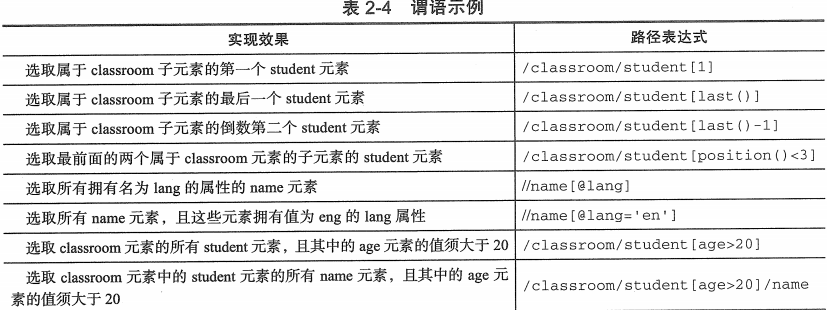 表 2-4 谓语示例
实现效果 路径表达式
选取属于 classroom 子元素的第一个 student 元素 /classroom/student[1]
选取属于 classroom 子元素的最后一个 student 元素 /classroom/student[last()]
选取属于 classroom 子元素的倒数第二个 student 元素 /classroom/student[last()-1]
选取最前面的两个属于 classroom 元素的子元素的 student 元素 /classroom/student[position()<3]
选取所有拥有名为 lang 的属性的 name 元素 //name[@lang]
选取所有 name 元素，且这些元素拥有值为 eng 的 lang 属性 //name[@lang='en']
选取 classroom 元素的所有 student 元素，且其中的 age 元素的值须大于 20 /classroom/student[age>20]
选取 classroom 元素中的 student 元素的所有 name 元素，且其中的 age 元
素的值须大于 20 /classroom/student[age>20]/name